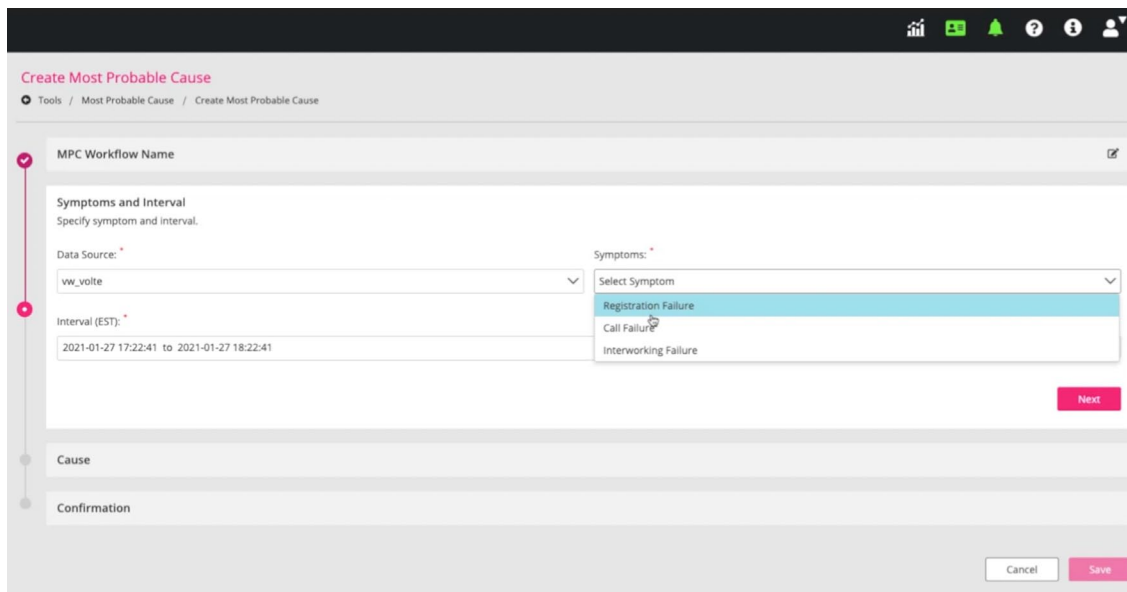 Create Most Probable Cause
Tools / Most Probable Cause / Create Most Probable Cause
MPC Workflow Name
Symptoms and Interval
Specify symptom and interval.
Data Source: *
vw_volte
Symptoms: *
Select Symptom
Registration Failure
Call Failure
Interworking Failure
Interval (EST): *
2021-01-27 17:22:41 to 2021-01-27 18:22:41
Next
Cause
Confirmation
Cancel
Save